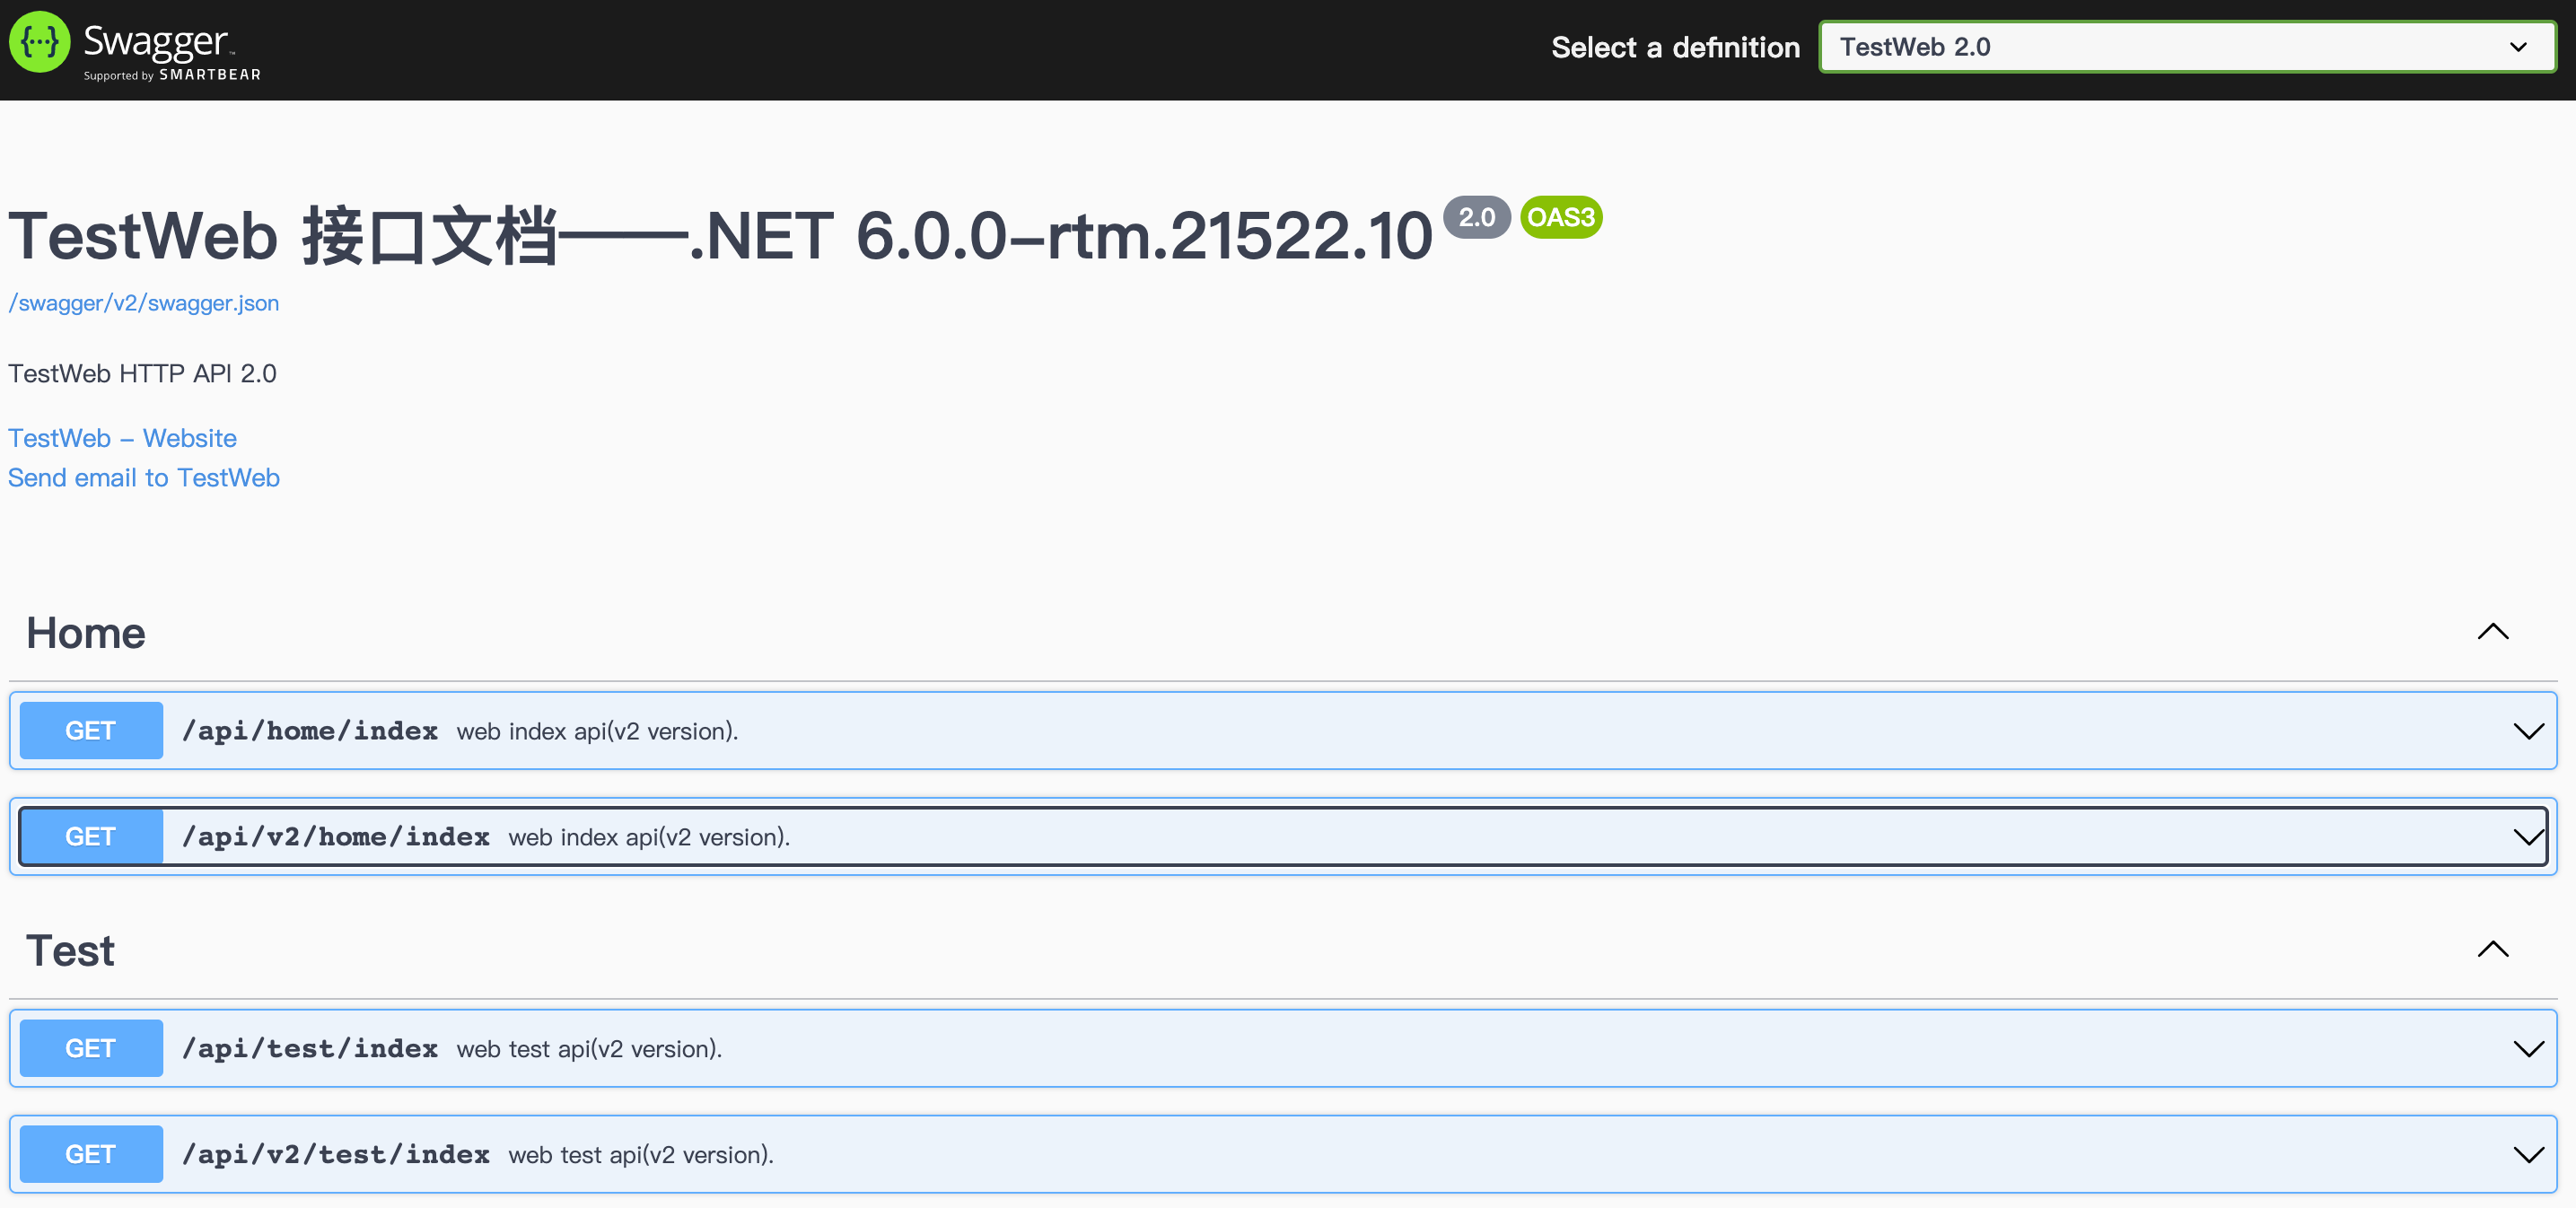 Swagger™
Supported by SMARTBEAR
Select a definition
TestWeb 2.0
TestWeb 接口文档——.NET 6.0.0-rtm.21522.10 2.0 OAS3
/swagger/v2/swagger.json
TestWeb HTTP API 2.0
TestWeb - Website
Send email to TestWeb
Home
GET /api/home/index web index api(v2 version).
GET /api/v2/home/index web index api(v2 version).
Test
GET /api/test/index web test api(v2 version).
GET /api/v2/test/index web test api(v2 version).